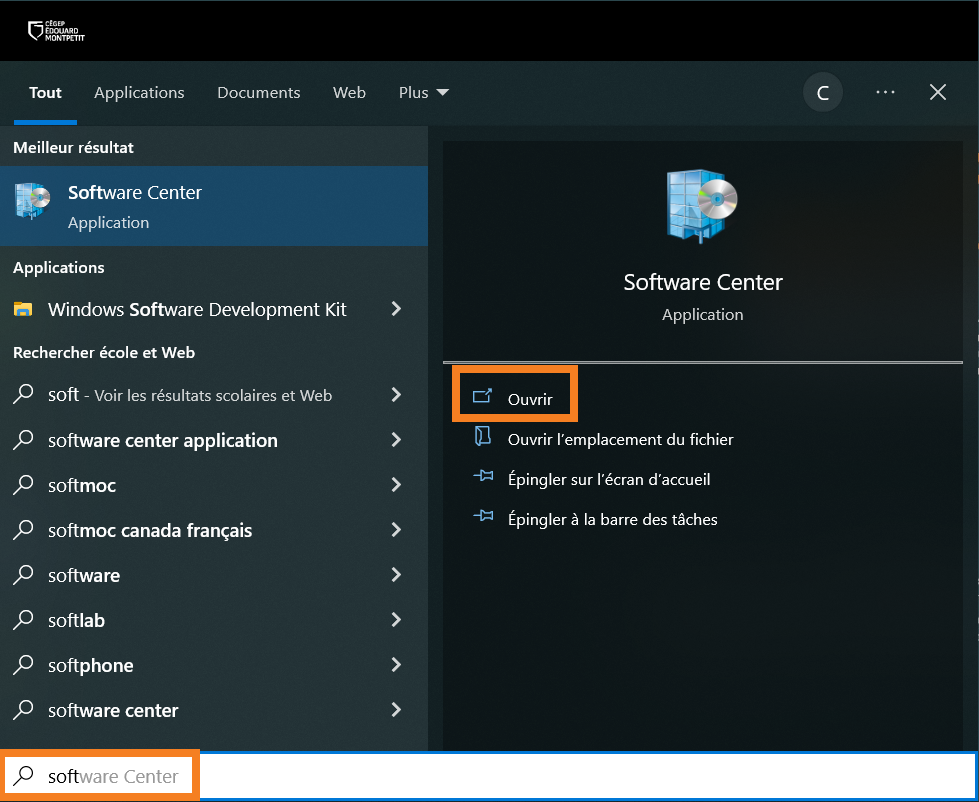 CÉGEP
ÉDOUARD
MONTPETIT
Tout Applications Documents Web Plus C ...
Meilleur résultat
Software Center
Application
Applications
Windows Software Development Kit
Rechercher école et Web
soft - Voir les résultats scolaires et Web
software center application
softmoc
softmoc canada français
software
softlab
softphone
software center
software Center
Software Center
Application
Ouvrir
Ouvrir l’emplacement du fichier
Épingler sur l’écran d’accueil
Épingler à la barre des tâches